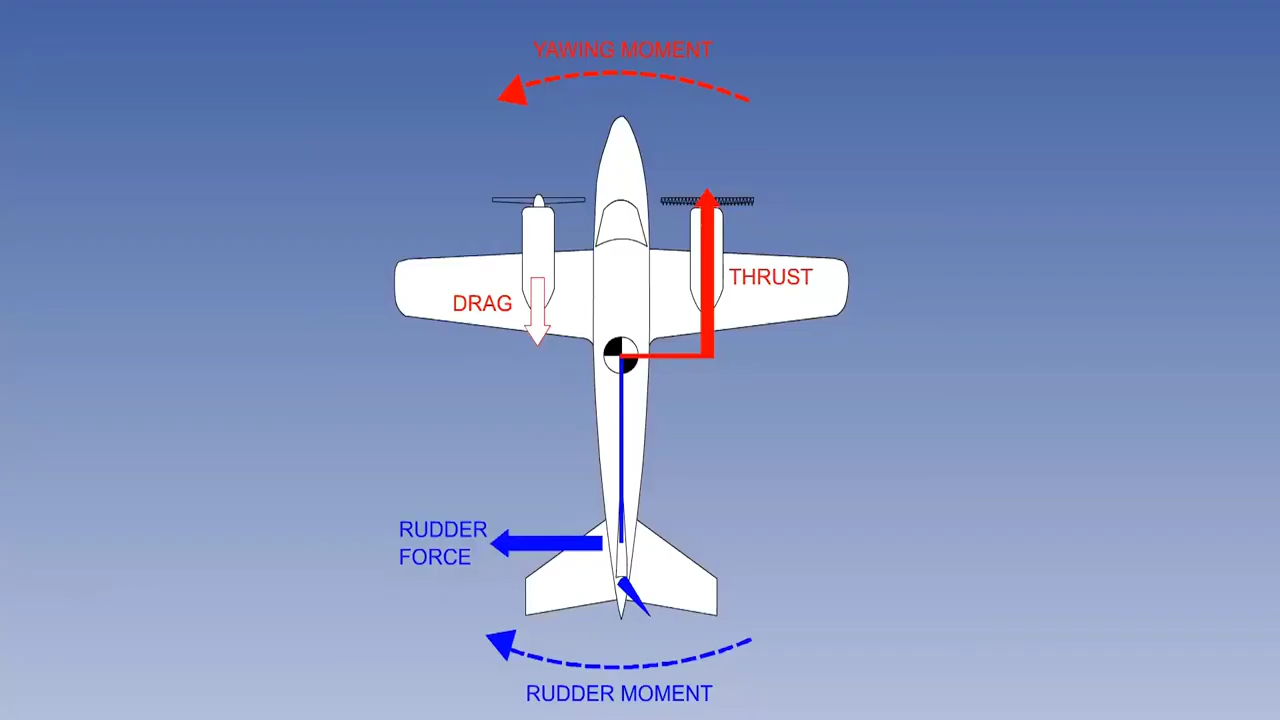 YAWING MOMENT
THRUST
DRAG
RUDDER
FORCE
RUDDER MOMENT